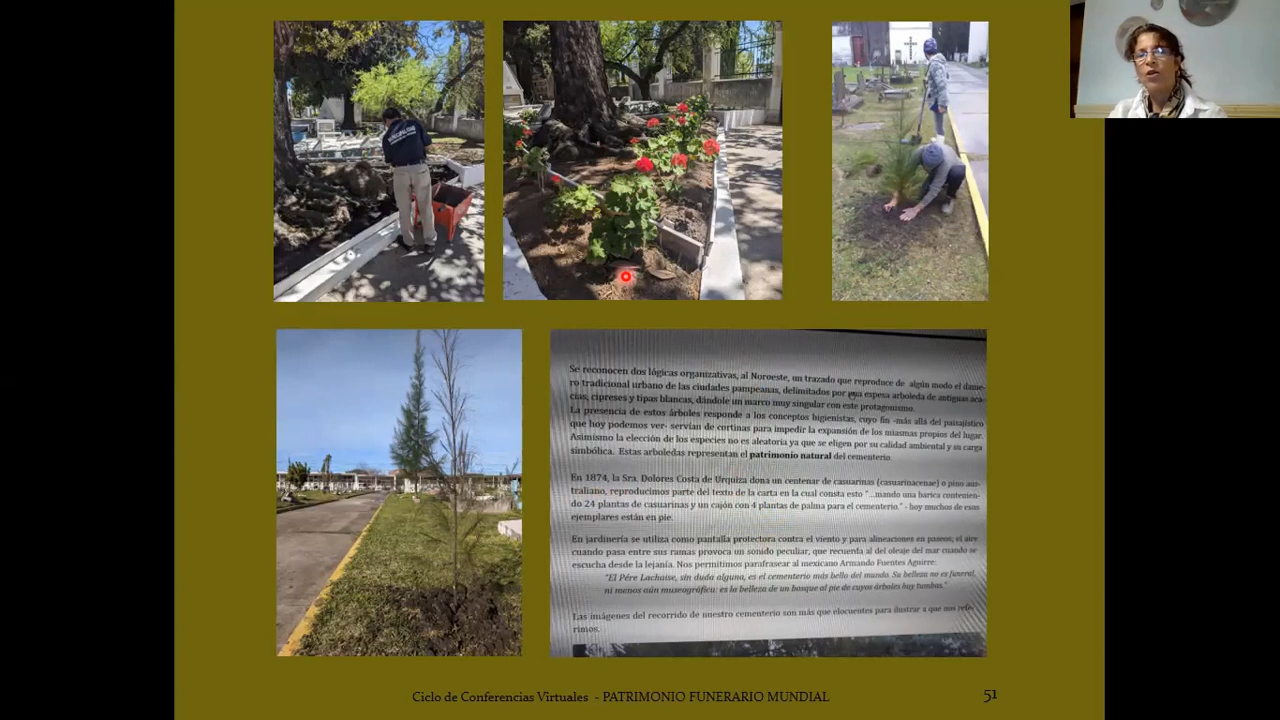 Se reconocen dos lógicas organizativas, al Noroeste, un trazado que reproduce de algún modo el dame-
ro tradicional urbano de las ciudades pampeanas, delimitados por una espesa arboleda de antiguas aca-
cias, cipreses y tipas blancas, dándole un marco muy singular con este protagonismo.
La presencia de estos árboles responde a los conceptos higienistas, cuyo fin -más allá del paisajístico
que hoy podemos ver- servían de cortinas para impedir la expansión de los miasmas propios del lugar.
Asimismo la elección de los especies no es aleatoria ya que se eligen por su calidad ambiental y su carga
simbólica. Estas arboledas representan el patrimonio natural del cementerio.
En 1874, la Sra. Dolores Costa de Urquiza dona un centenar de casuarinas (casuarinaceae) o pino aus-
traliano, reproducimos parte del texto de la carta en la cual consta esto "...mando una barica contenien-
do 24 plantas de casuarinas y un cajón con 4 plantas de palma para el cementerio." - hoy muchos de esos
ejemplares están en pie.
En jardinería se utiliza como pantalla protectora contra el viento y para alineaciones en paseos; el aire
cuando pasa entre sus ramas provoca un sonido peculiar, que recuerda al del oleaje del mar cuando se
escucha desde la lejanía. Nos permitimos parafrasear al mexicano Armando Fuentes Aguirre:
"El Pére Lachaise, sin duda alguna, es el cementerio más bello del mundo. Su belleza no es funeral,
ni menos aún museográfica: es la belleza de un bosque al pie de cuyos árboles hay tumbas."
Las imágenes del recorrido de nuestro cementerio son más que elocuentes para ilustrar a que nos refe-
rimos.
Ciclo de Conferencias Virtuales - PATRIMONIO FUNERARIO MUNDIAL
51